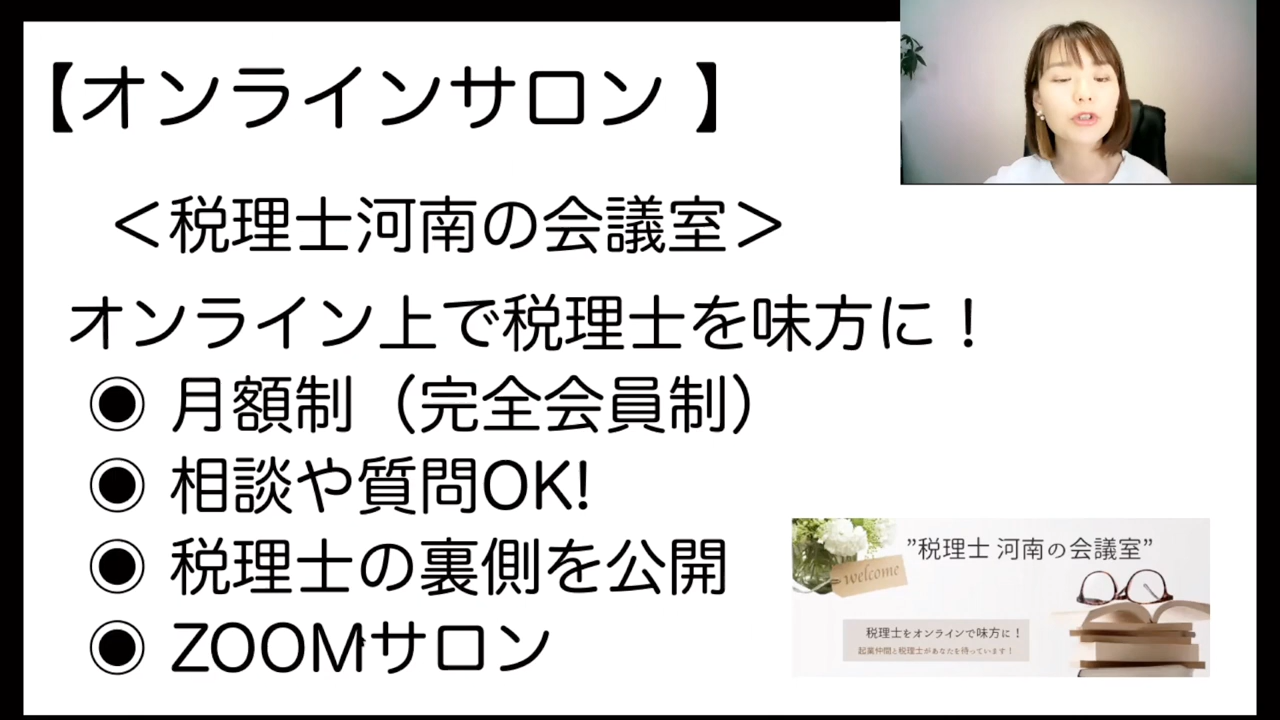 【オンラインサロン 】
＜税理士河南の会議室＞
オンライン上で税理士を味方に！
◉ 月額制（完全会員制）
◉ 相談や質問OK!
◉ 税理士の裏側を公開
◉ ZOOMサロン
”税理士 河南の会議室”
welcome
税理士をオンラインで味方に！
起業仲間と税理士があなたを待っています！